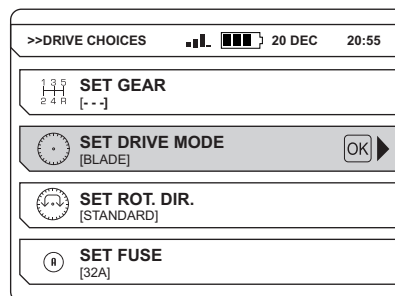 >>DRIVE CHOICES 20 DEC 20:55
1 3 5
2 4 R
SET GEAR
[- - -]
SET DRIVE MODE
[BLADE]
OK
SET ROT. DIR.
[STANDARD]
A
SET FUSE
[32A]